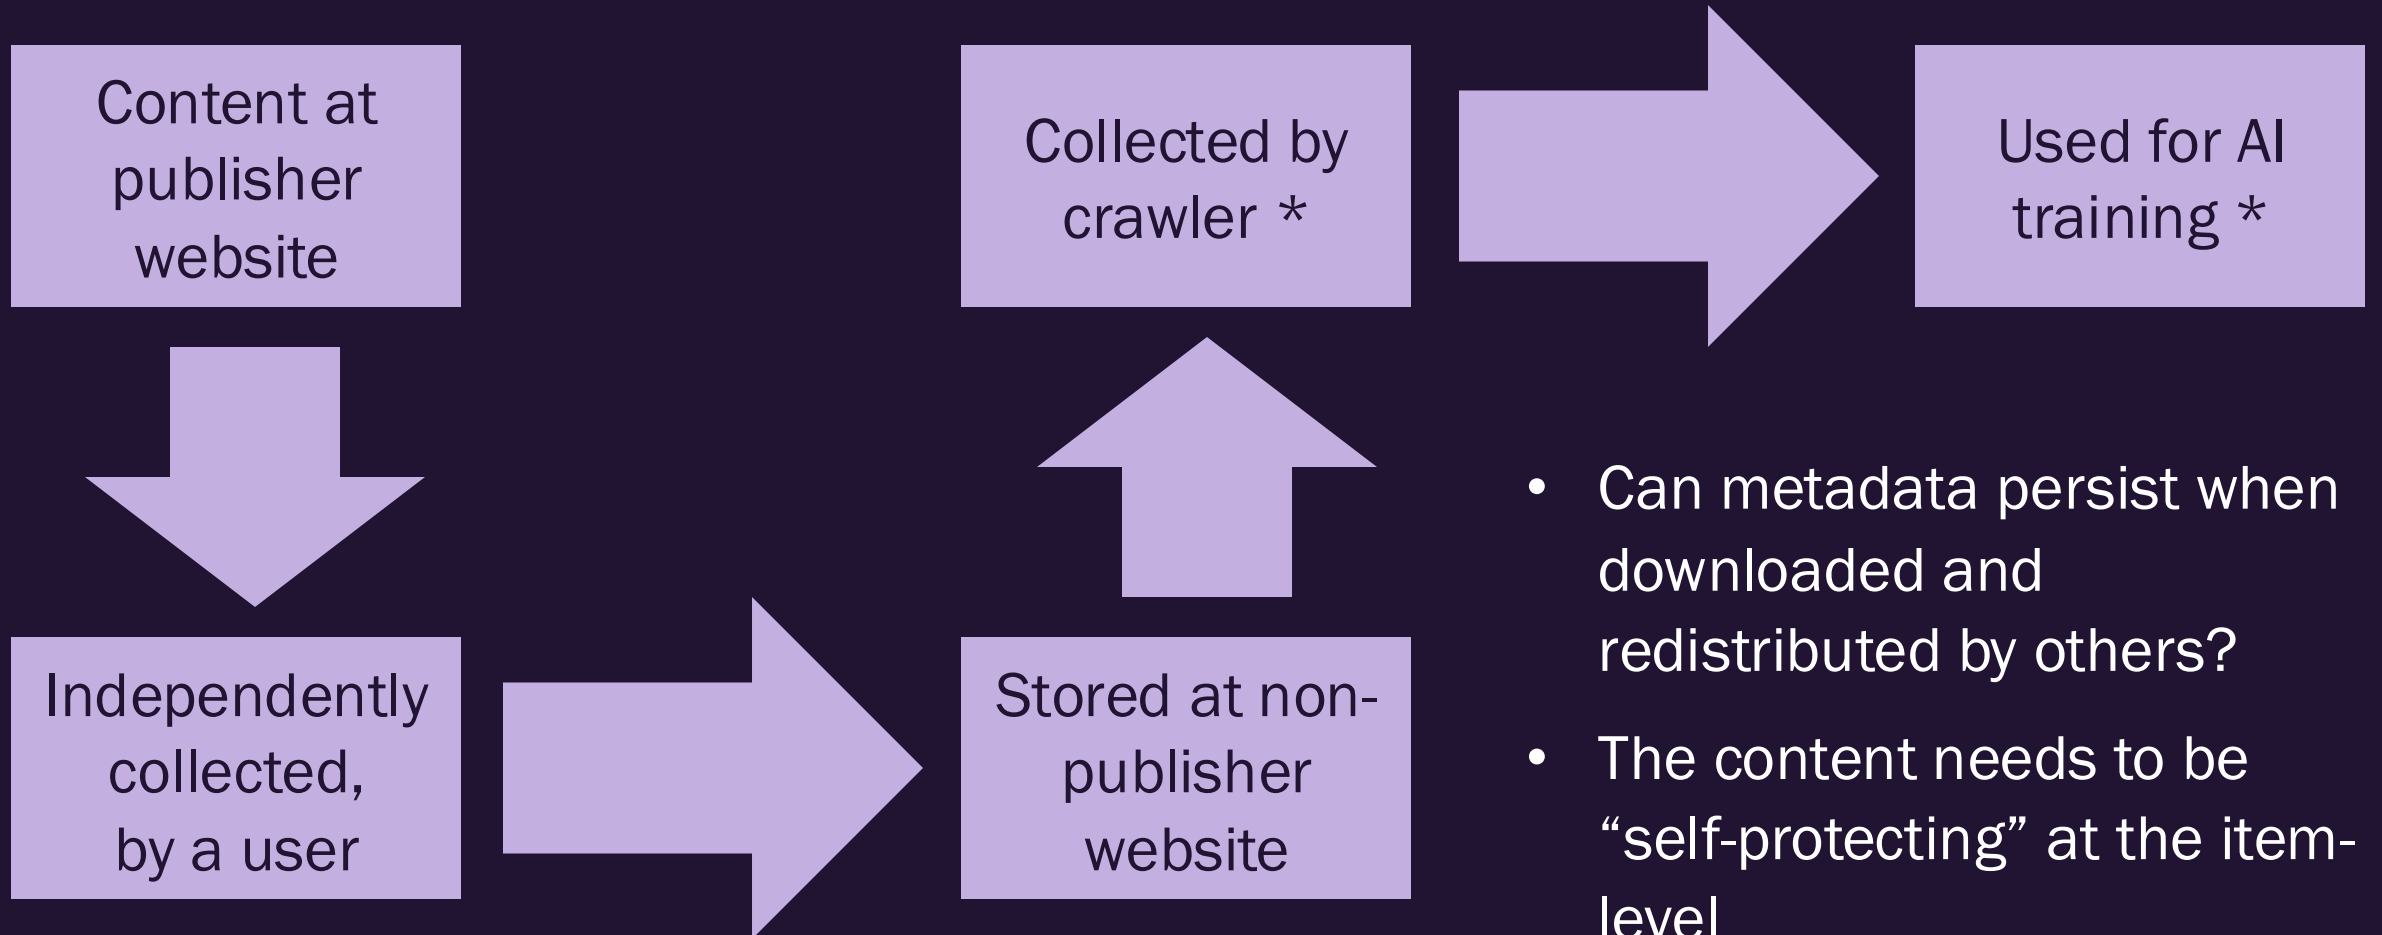 Content at
publisher
website
Independently
collected,
by a user
Stored at non-
publisher
website
Collected by
crawler *
Used for AI
training *
• Can metadata persist when
downloaded and
redistributed by others?
• The content needs to be
“self-protecting” at the item-
level